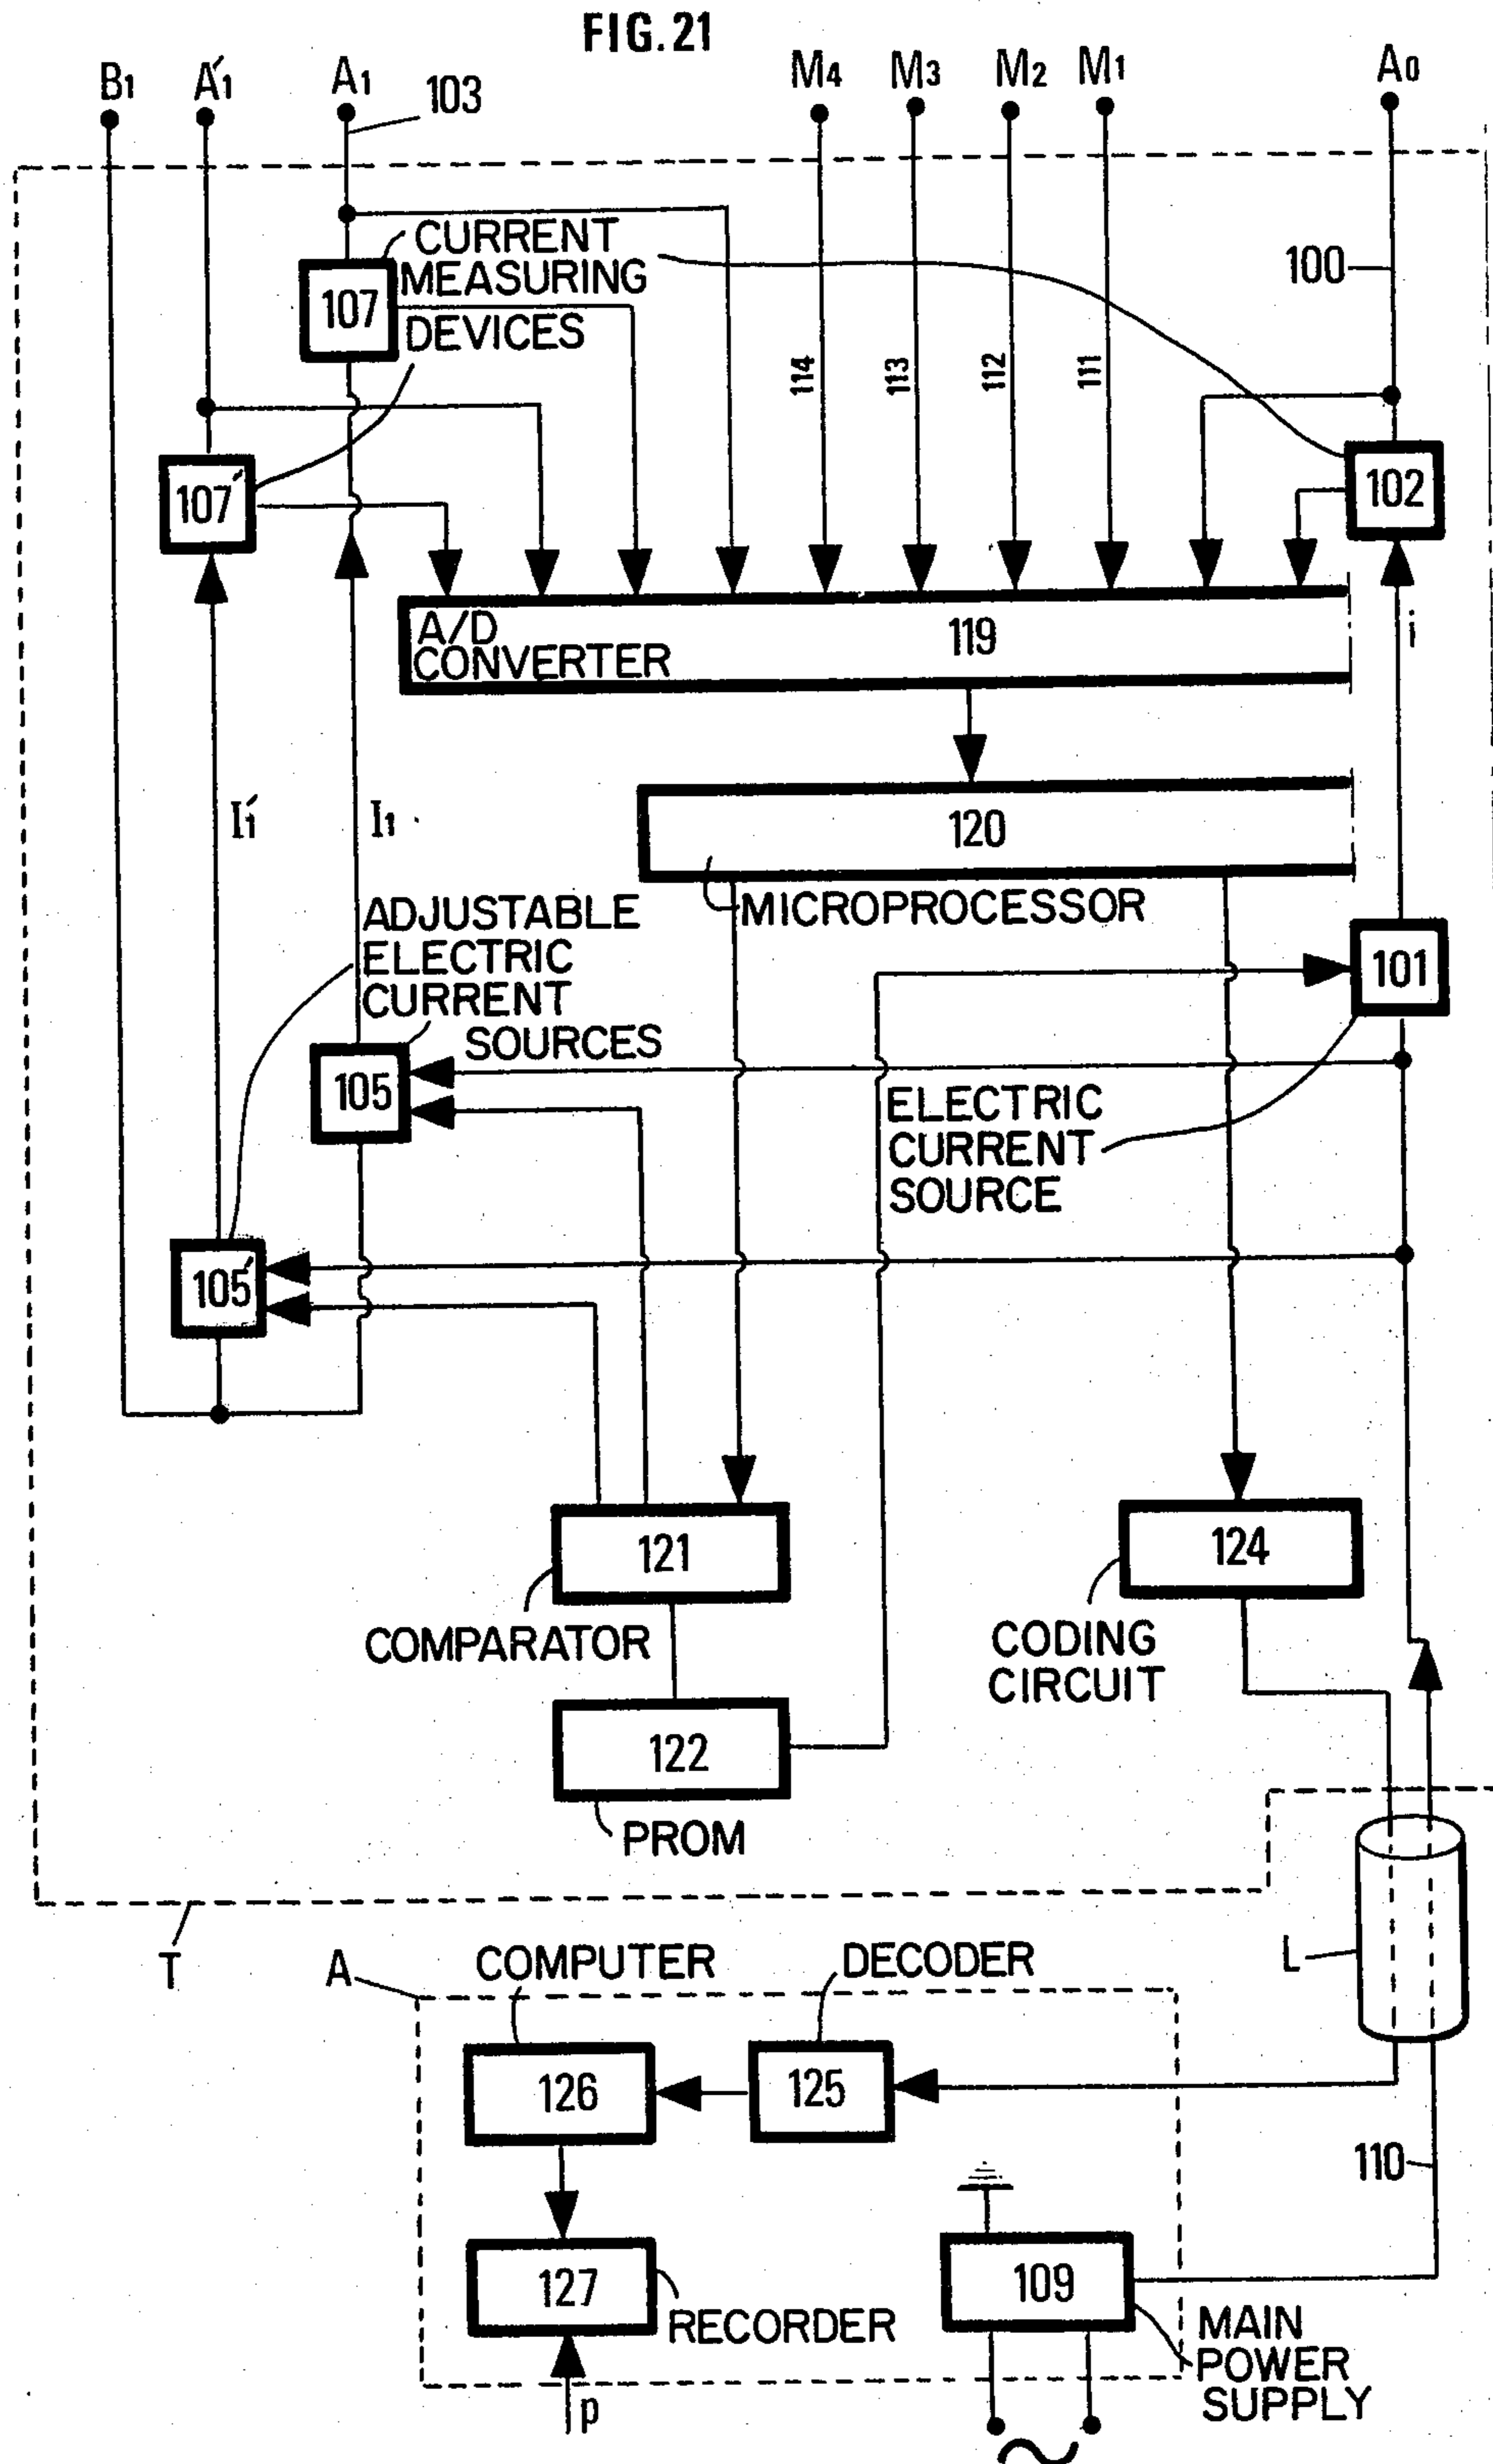 FIG.21
B1 A'1 A1 103 M4 M3 M2 M1 A0
100
CURRENT
MEASURING
DEVICES
107
114 113 112 111
107'
102
A/D
CONVERTER
119
i
120
MICROPROCESSOR
I'1
I1
ADJUSTABLE
ELECTRIC
CURRENT
SOURCES
101
105
ELECTRIC
CURRENT
SOURCE
105'
121
COMPARATOR
124
CODING
CIRCUIT
122
PROM
T
A
COMPUTER
DECODER
L
126
125
110
127
RECORDER
109
MAIN
POWER
SUPPLY
p